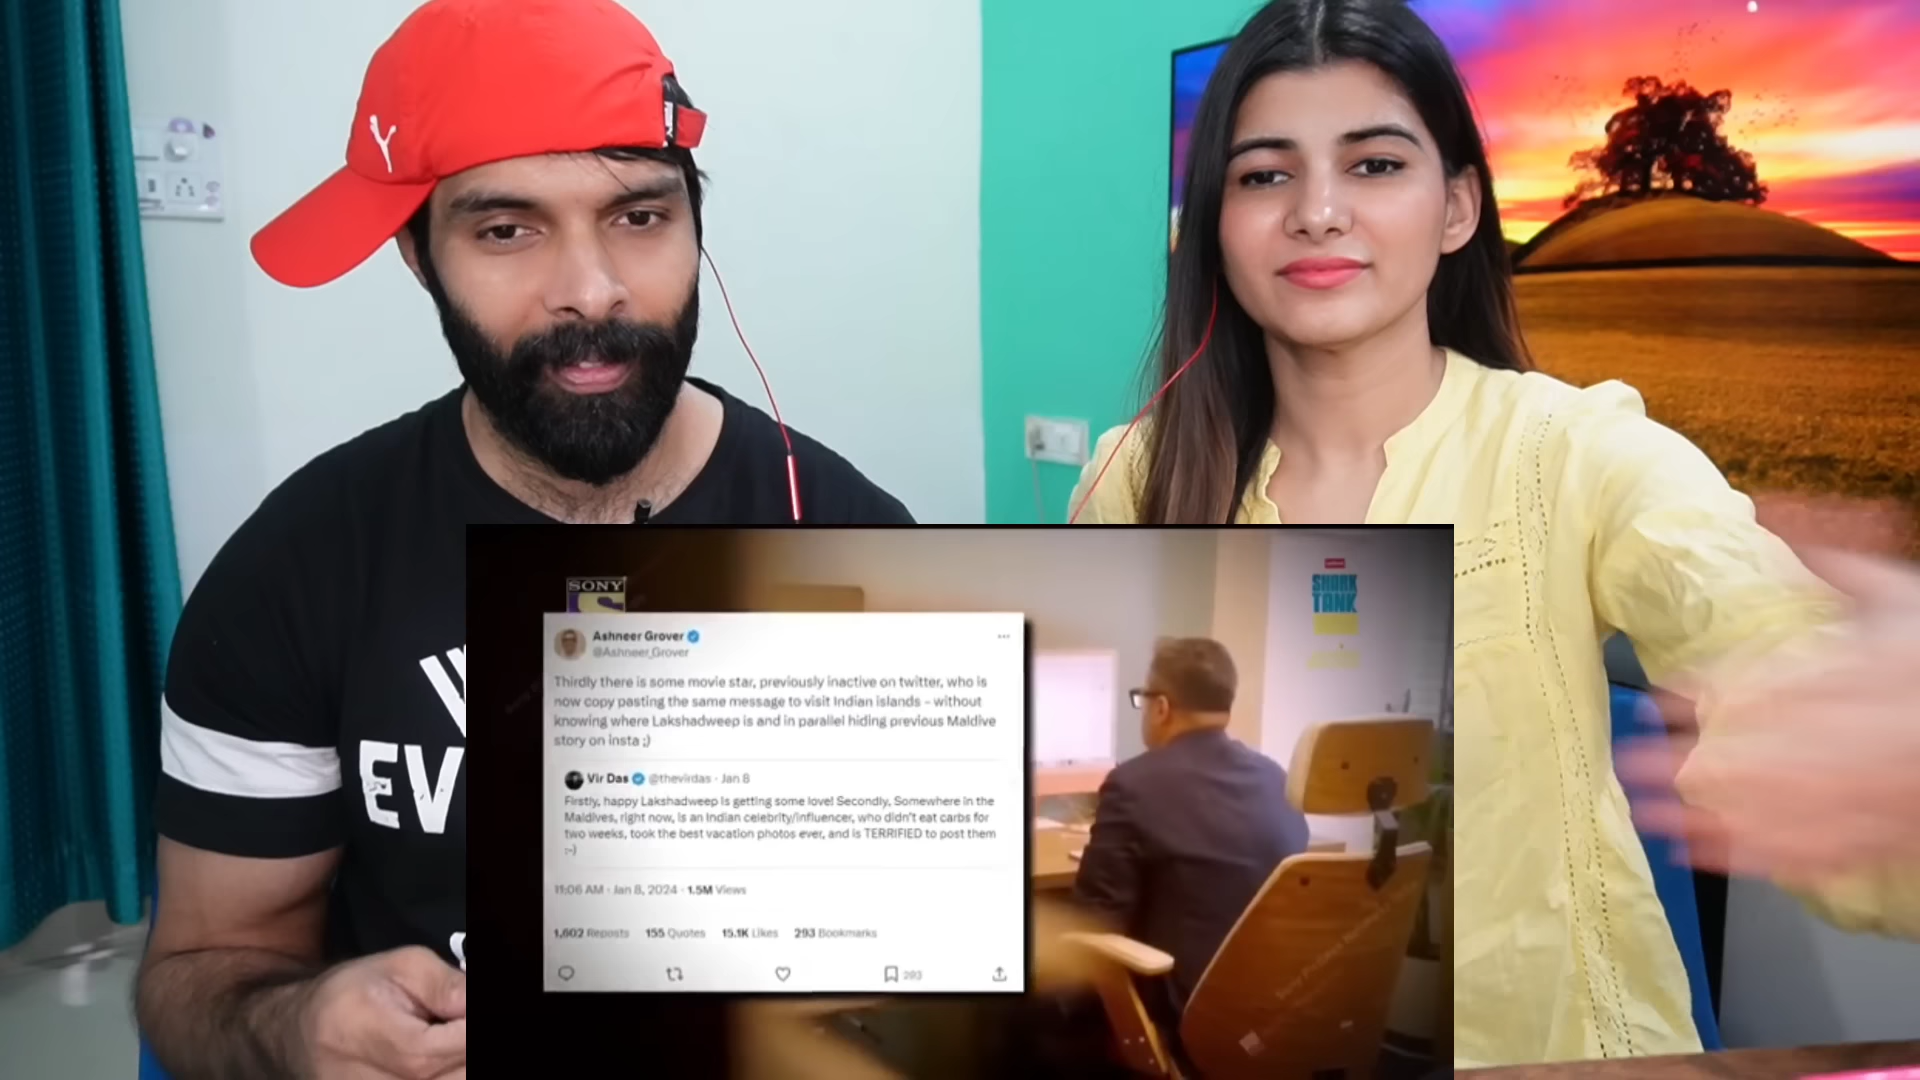 EV
SONY
SHARK
TANK
Ashneer Grover
@Ashneer_Grover
Thirdly there is some movie star, previously inactive on twitter, who is
now copy pasting the same message to visit Indian islands - without
knowing where Lakshadweep is and in parallel hiding previous Maldive
story on insta ;)
Vir Das @thevirdas · Jan 8
Firstly, happy Lakshadweep is getting some love! Secondly, Somewhere in the
Maldives, right now, is an Indian celebrity/influencer, who didn't eat carbs for
two weeks, took the best vacation photos ever, and is TERRIFIED to post them
:-)
11:06 AM · Jan 8, 2024 · 1.5M Views
1,602 Reposts 155 Quotes 15.1K Likes 293 Bookmarks
293